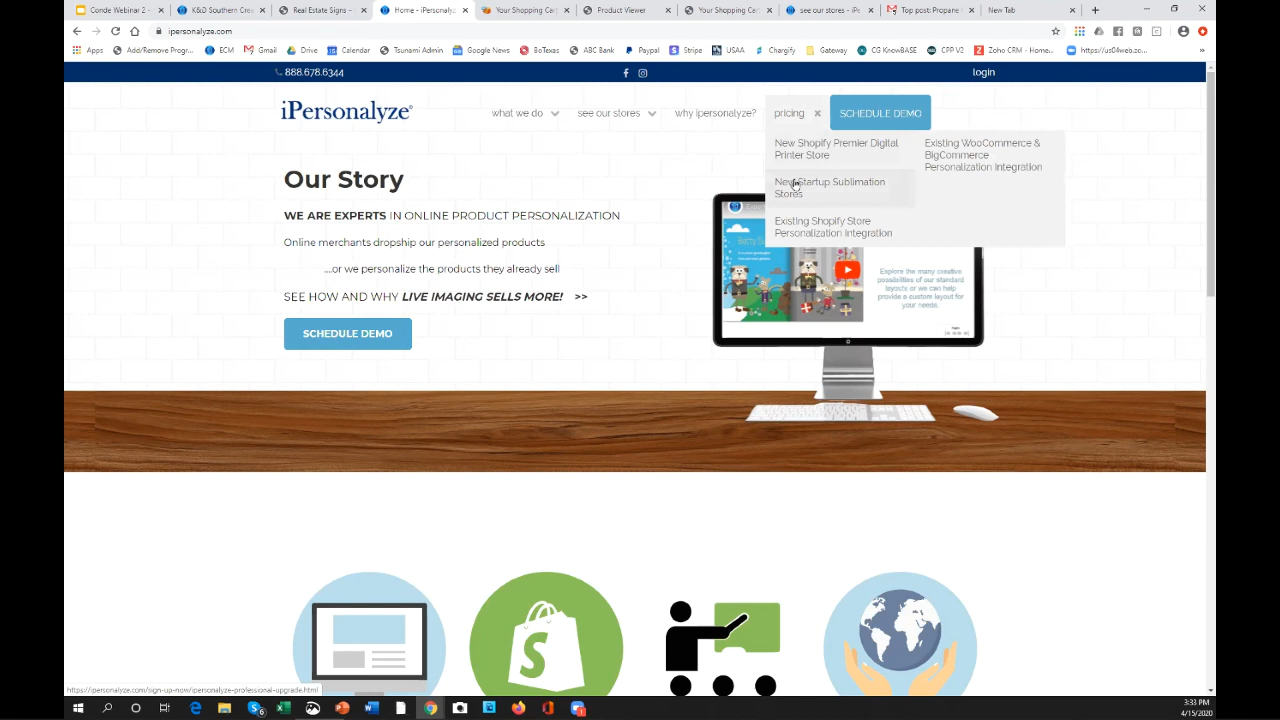 Conde Webinar 2 -
K&D Southern Cre
Real Estate Signs –
Home - iPersonalyz
Your Shopping Car
Product Viewer
Your Shopping Car
see our stores - iPe
Top post: Propane
New Tab
ipersonalyze.com
Apps
Add/Remove Progr...
ECM
Gmail
Drive
Calendar
Tsunami Admin
Google News
BoTexas
ABC Bank
Paypal
Stripe
USAA
Chargify
Gateway
CG KnowBASE
CPP V2
Zoho CRM - Home...
https://us04web.zo...
888.678.6344
login
iPersonalyze®
what we do
see our stores
why ipersonalyze?
pricing
SCHEDULE DEMO
New Shopify Premier Digital
Printer Store
Existing WooCommerce &
BigCommerce
Personalization Integration
New Startup Sublimation
Stores
Existing Shopify Store
Personalization Integration
Our Story
WE ARE EXPERTS IN ONLINE PRODUCT PERSONALIZATION
Online merchants dropship our personalized products
....or we personalize the products they already sell
SEE HOW AND WHY LIVE IMAGING SELLS MORE! >>
SCHEDULE DEMO
Explore the many creative
possibilities of our standard
layouts or we can help
provide a custom layout for
your needs.
https://ipersonalyze.com/sign-up-now/ipersonalyze-professional-upgrade.html
3:33 PM
4/15/2020